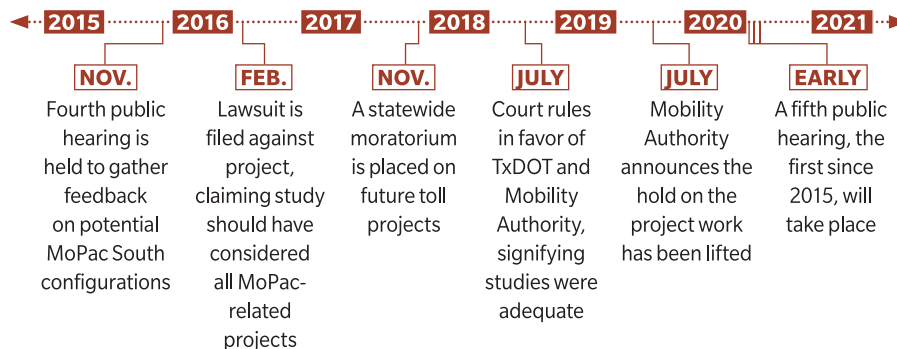 2015 2016 2017 2018 2019 2020 2021
NOV.
Fourth public
hearing is
held to gather
feedback
on potential
MoPac South
configurations
FEB.
Lawsuit is
filed against
project,
claiming study
should have
considered
all MoPac-
related
projects
NOV.
A statewide
moratorium
is placed on
future toll
projects
JULY
Court rules
in favor of
TxDOT and
Mobility
Authority,
signifying
studies were
adequate
JULY
Mobility
Authority
announces the
hold on the
project work
has been lifted
EARLY
A fifth public
hearing, the
first since
2015, will
take place